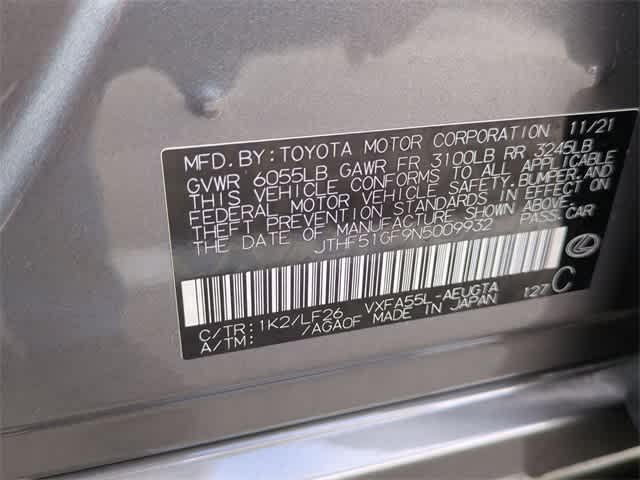 MFD. BY: TOYOTA MOTOR CORPORATION 11/21
GVWR 6055LB GAWR FR 3100LB RR 3245LB
THIS VEHICLE CONFORMS TO ALL APPLICABLE
FEDERAL MOTOR VEHICLE SAFETY, BUMPER, AND
THEFT PREVENTION STANDARDS IN EFFECT ON
THE DATE OF MANUFACTURE SHOWN ABOVE.
JTHF51GF9N5009932 PASS. CAR
C/TR: 1K2/LF26 VXFA55L-AEUGTA 127 C
A/TM: /AGA0F MADE IN JAPAN